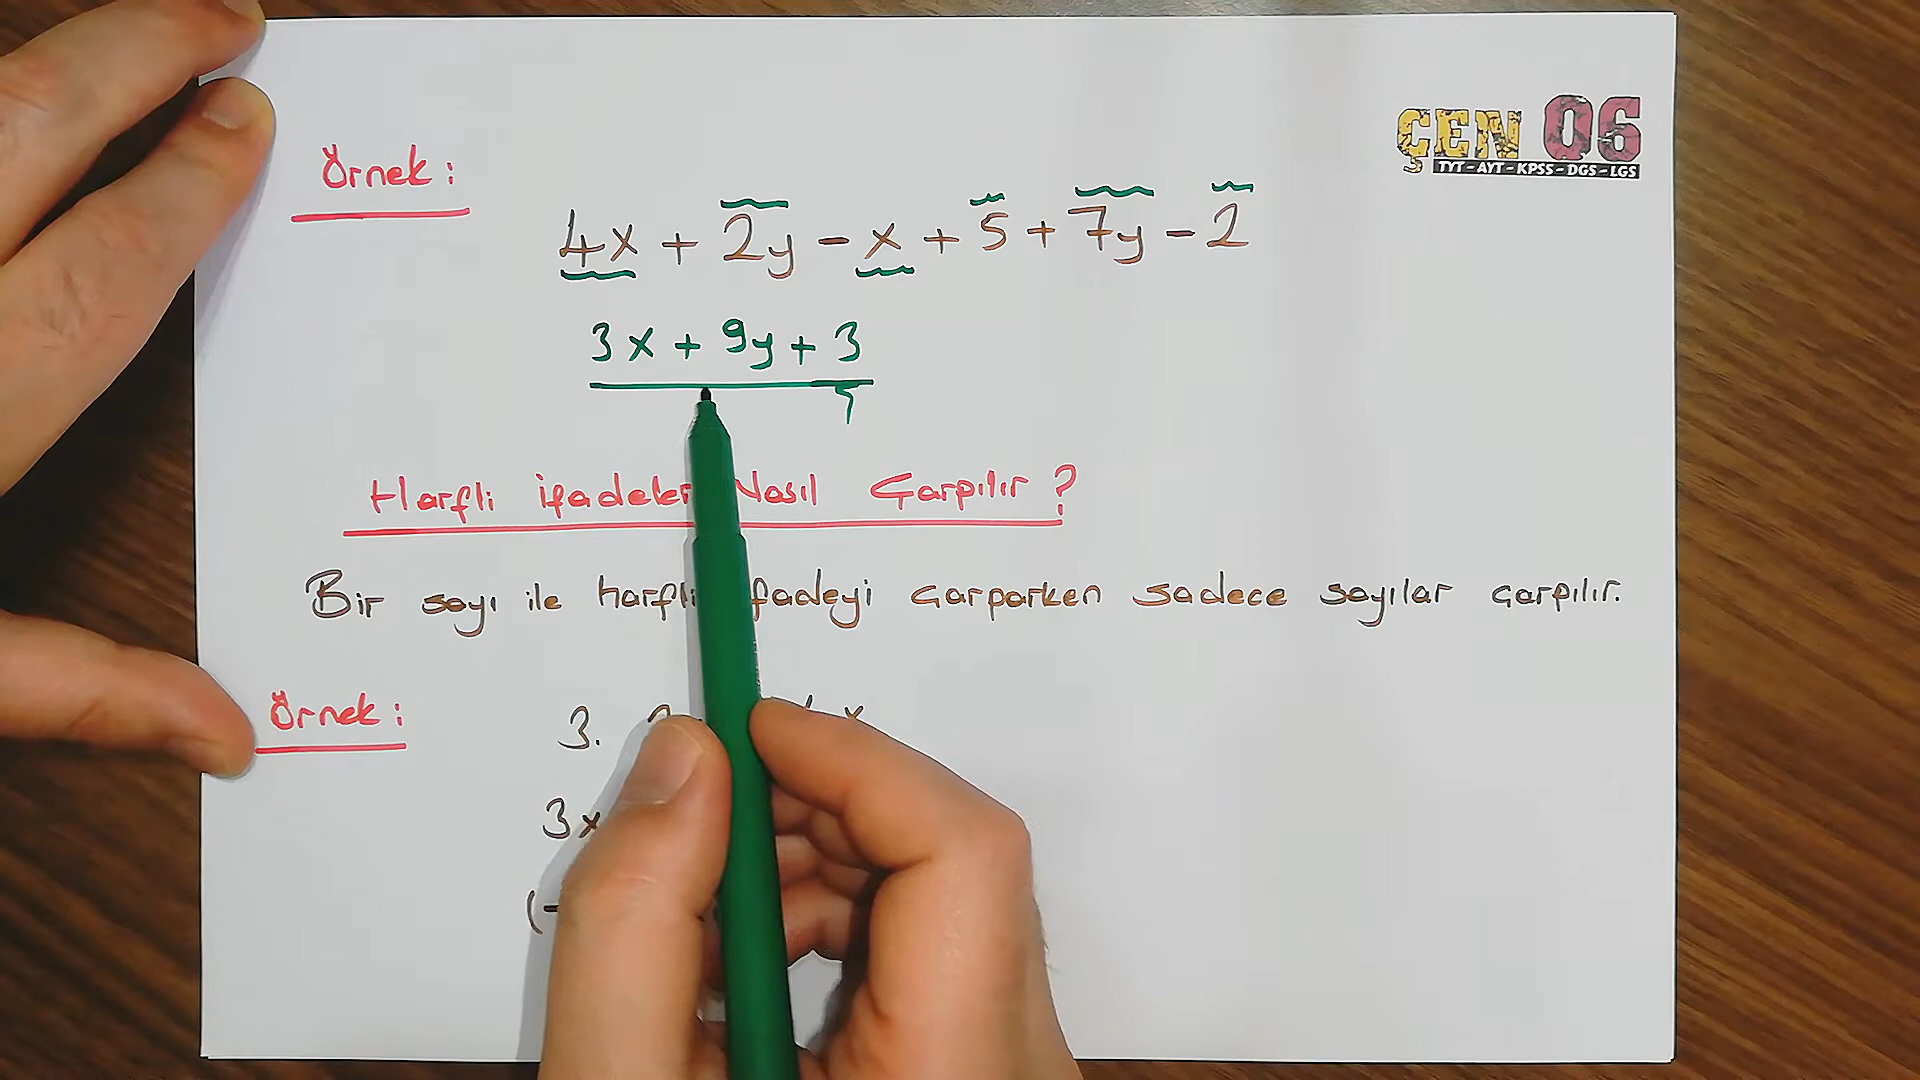 ÇEN 06
TYT-AYT-KPSS-DGS-LGS
Örnek:
4x + 2y - x + 5 + 7y - 2
3x + 9y + 3
Harfli ifadeler Nasıl Çarpılır?
Bir sayı ile harfli ifadeyi çarparken sadece sayılar çarpılır.
Örnek: 3.
3x
(-